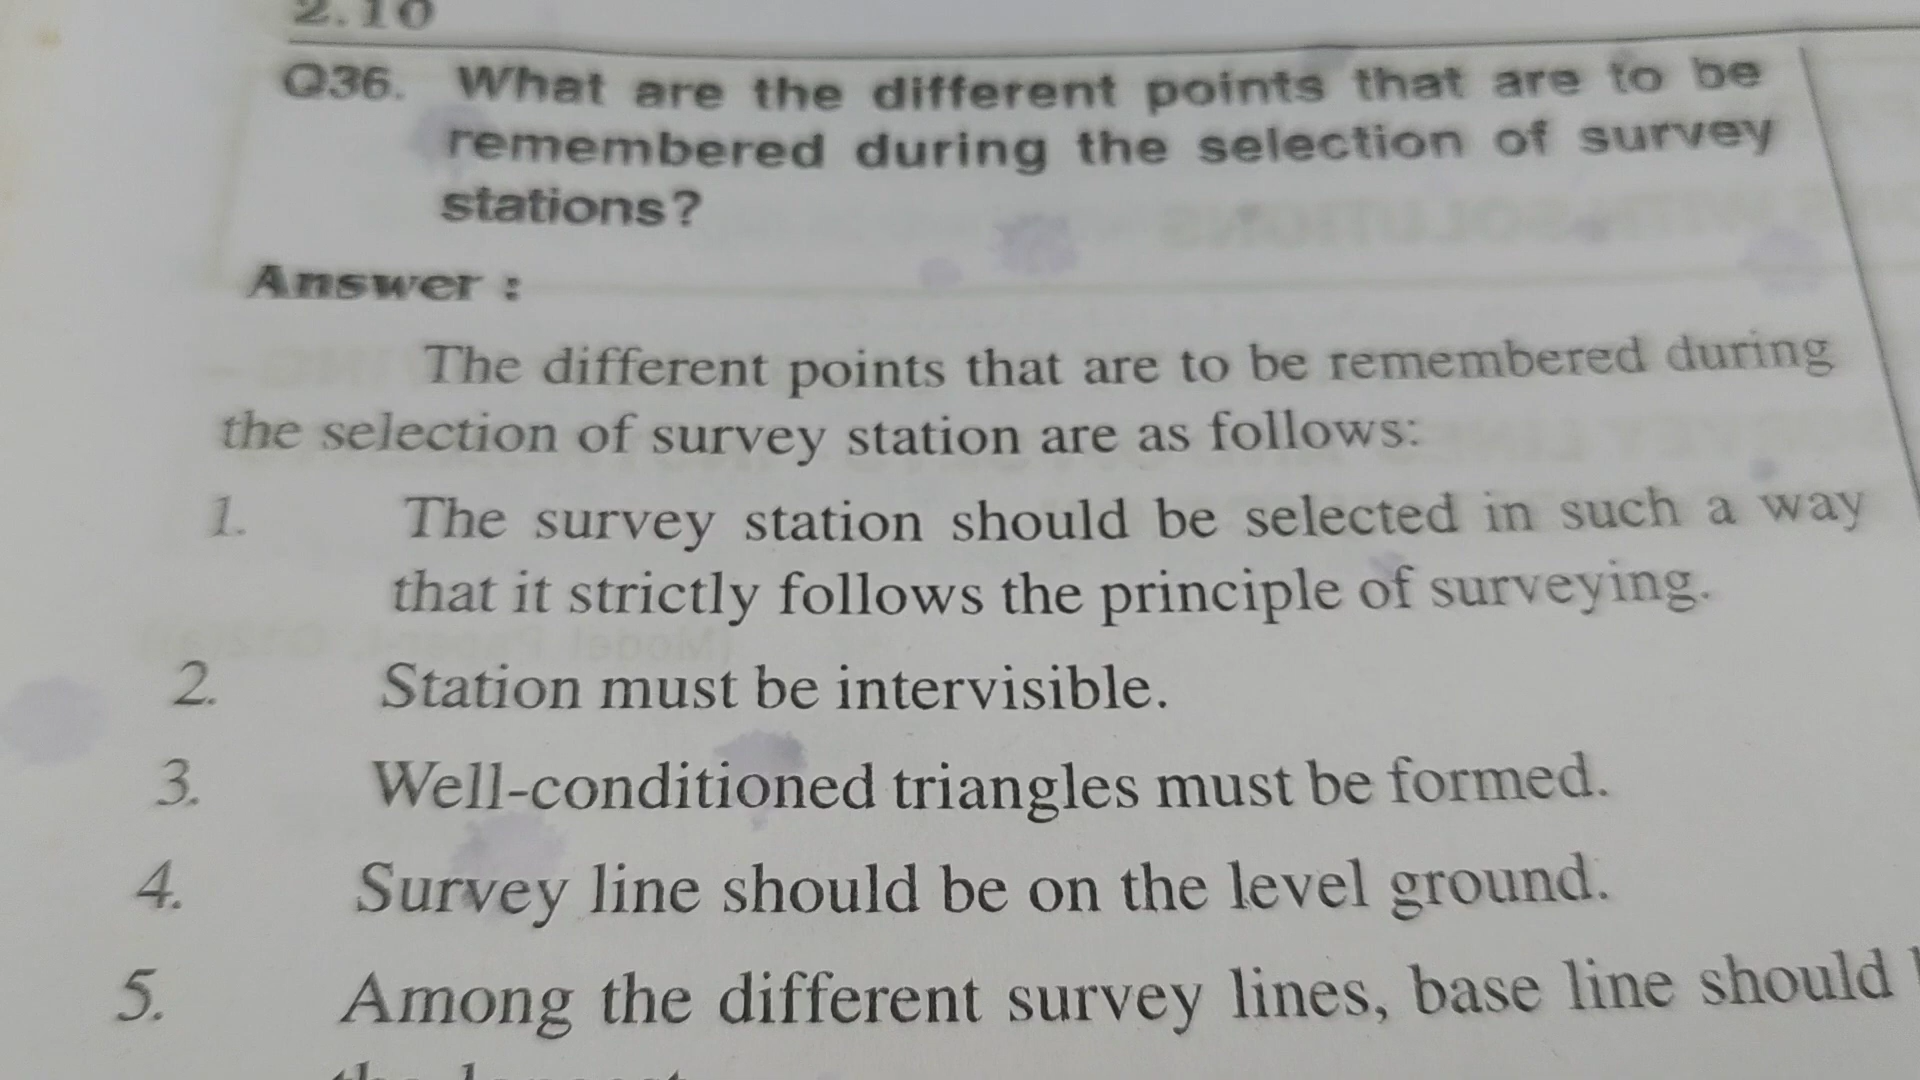 2.10
Q36. What are the different points that are to be
remembered during the selection of survey
stations?
Answer :
The different points that are to be remembered during
the selection of survey station are as follows:
1. The survey station should be selected in such a way
that it strictly follows the principle of surveying.
2. Station must be intervisible.
3. Well-conditioned triangles must be formed.
4. Survey line should be on the level ground.
5. Among the different survey lines, base line should